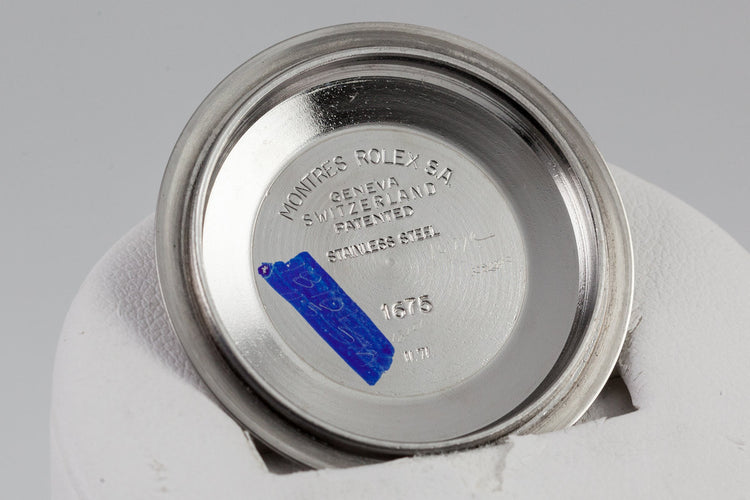 MONTRES ROLEX S.A.
GENEVA
SWITZERLAND
PATENTED
STAINLESS STEEL
1675